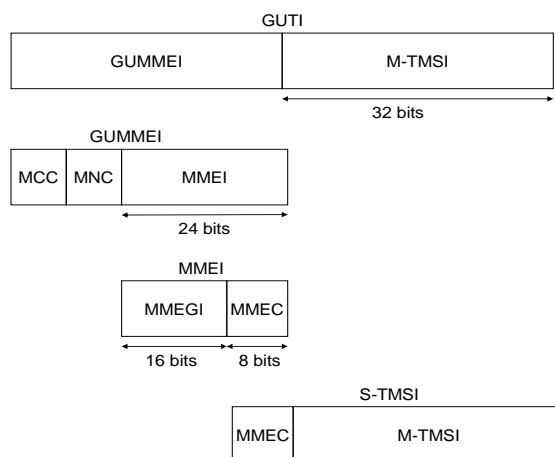 GUTI
GUMMEI M-TMSI
32 bits
GUMMEI
MCC MNC MMEI
24 bits
MMEI
MMEGI MMEC
16 bits 8 bits
S-TMSI
MMEC M-TMSI